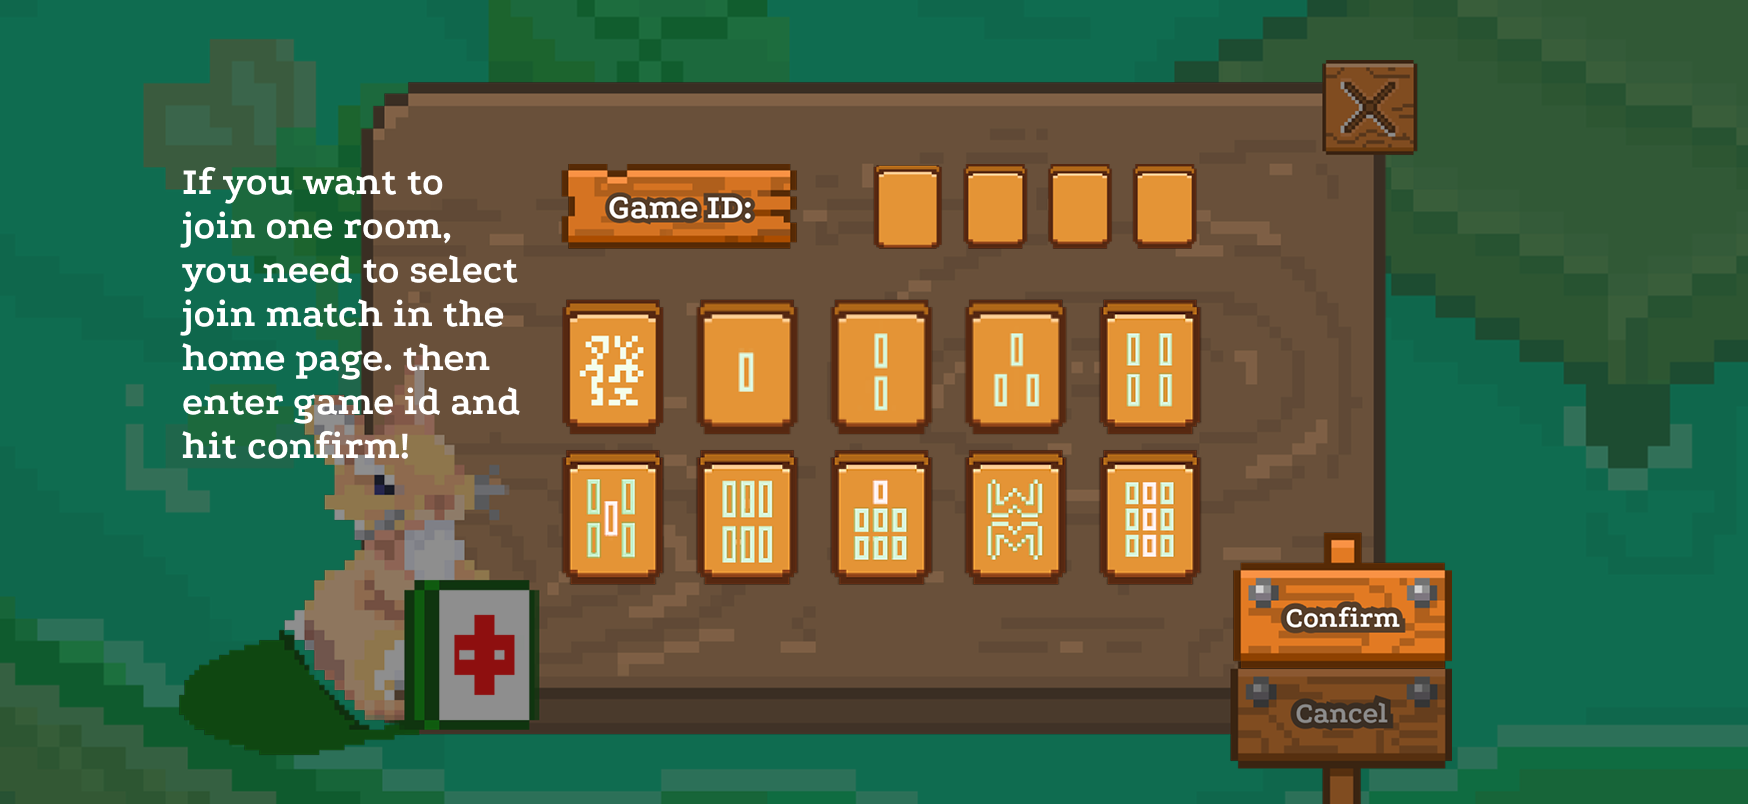 If you want to
join one room,
you need to select
join match in the
home page. then
enter game id and
hit confirm!
Game ID:
Confirm
Cancel